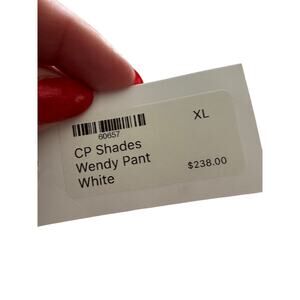 60657
XL
CP Shades
Wendy Pant
White
$238.00